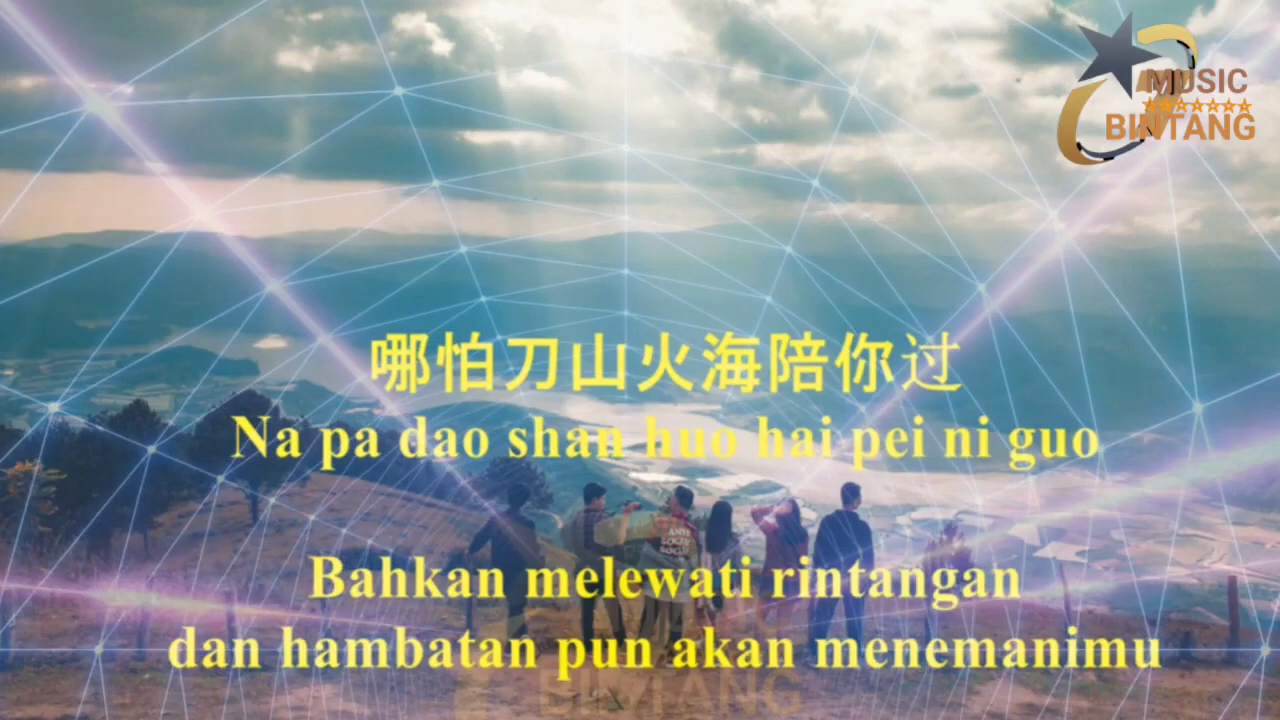 MUSIC
BINTANG
哪怕刀山火海陪你过
Na pa dao shan huo hai pei ni guo
Bahkan melewati rintangan
dan hambatan pun akan menemanimu
BINTANG